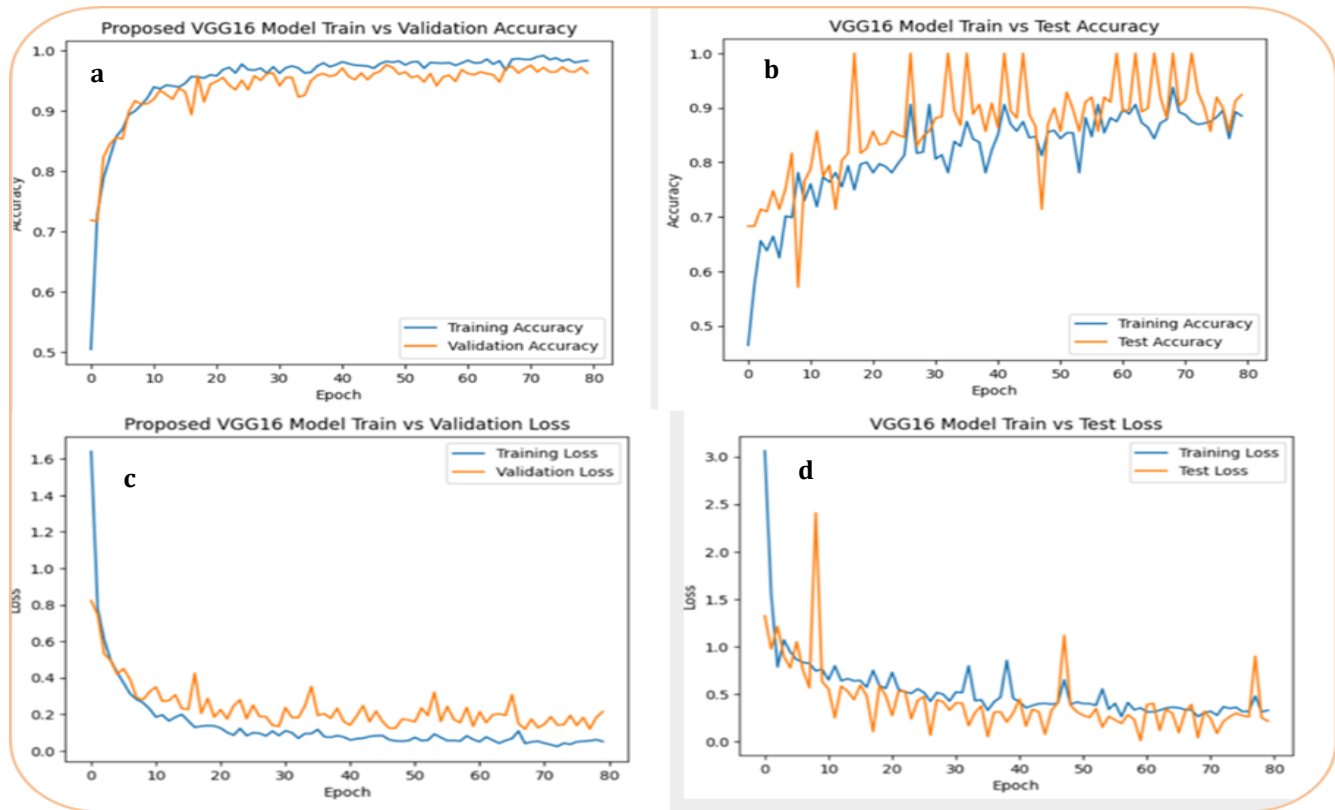 Proposed VGG16 Model Train vs Validation Accuracy
a
1.0
0.9
0.8
0.7
0.6
0.5
Accuracy
Training Accuracy
Validation Accuracy
0 10 20 30 40 50 60 70 80
Epoch
VGG16 Model Train vs Test Accuracy
b
1.0
0.9
0.8
0.7
0.6
0.5
Accuracy
Training Accuracy
Test Accuracy
0 10 20 30 40 50 60 70 80
Epoch
Proposed VGG16 Model Train vs Validation Loss
c
1.6
1.4
1.2
1.0
0.8
0.6
0.4
0.2
0.0
Loss
Training Loss
Validation Loss
0 10 20 30 40 50 60 70 80
Epoch
VGG16 Model Train vs Test Loss
d
3.0
2.5
2.0
1.5
1.0
0.5
0.0
Loss
Training Loss
Test Loss
0 10 20 30 40 50 60 70 80
Epoch